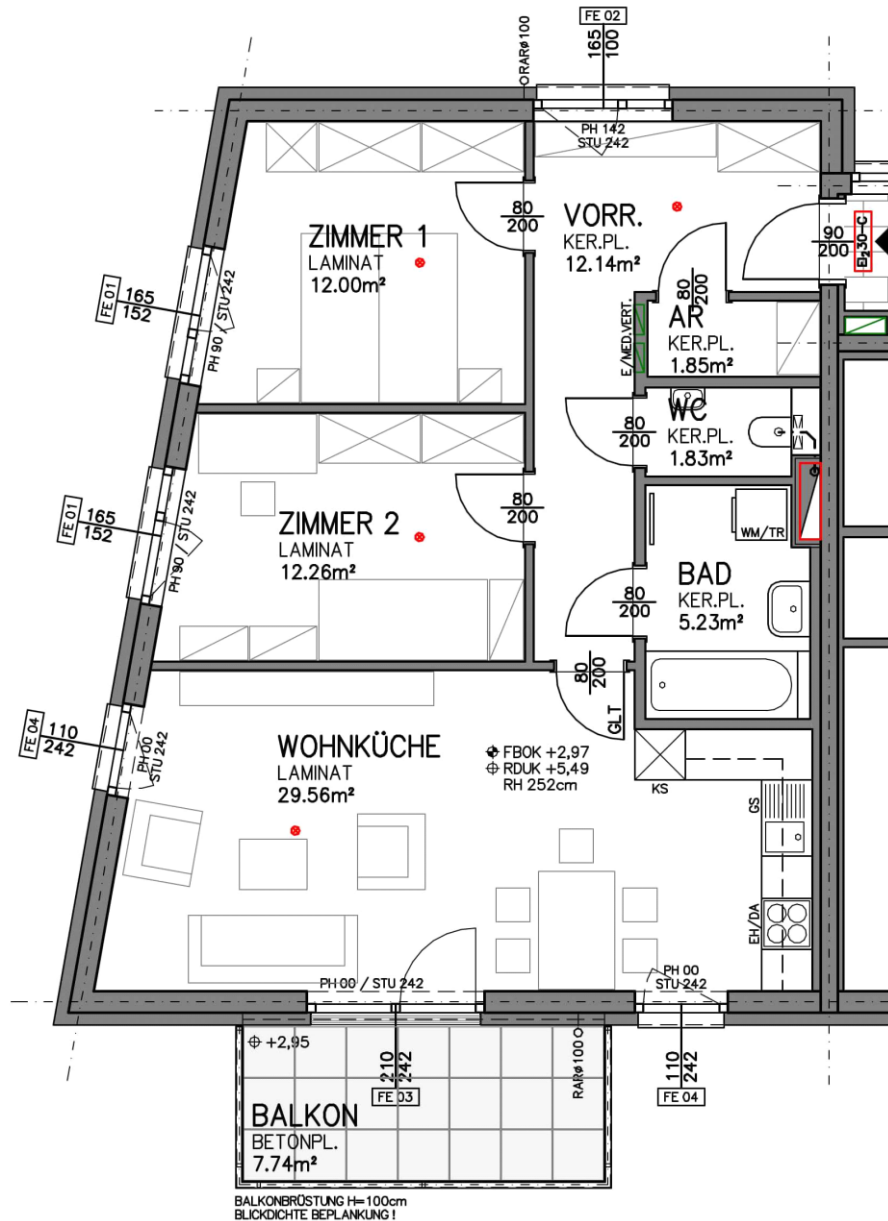 FE 02
165
100
RARø100
PH 142
STU 242
ZIMMER 1
LAMINAT
12.00m²
80
200
VORR.
KER.PL.
12.14m²
90
200
EI₂30-C
FE 01
165
152
PH 90 / STU 242
80
200
E/MED.VERT.
AR
KER.PL.
1.85m²
WC
KER.PL.
1.83m²
80
200
FE 01
165
152
PH 90 / STU 242
ZIMMER 2
LAMINAT
12.26m²
80
200
WM/TR
BAD
KER.PL.
5.23m²
80
200
80
200
GLT
FE 04
110
242
PH 00
STU 242
WOHNKÜCHE
LAMINAT
29.56m²
FBOK +2,97
RDUK +5,49
RH 252cm
KS
GS
EH/DA
PH 00 / STU 242
PH 00
STU 242
+2,95
210
242
FE 03
RARø100
110
242
FE 04
BALKON
BETONPL.
7.74m²
BALKONBRÜSTUNG H=100cm
BLICKDICHTE BEPLANKUNG !